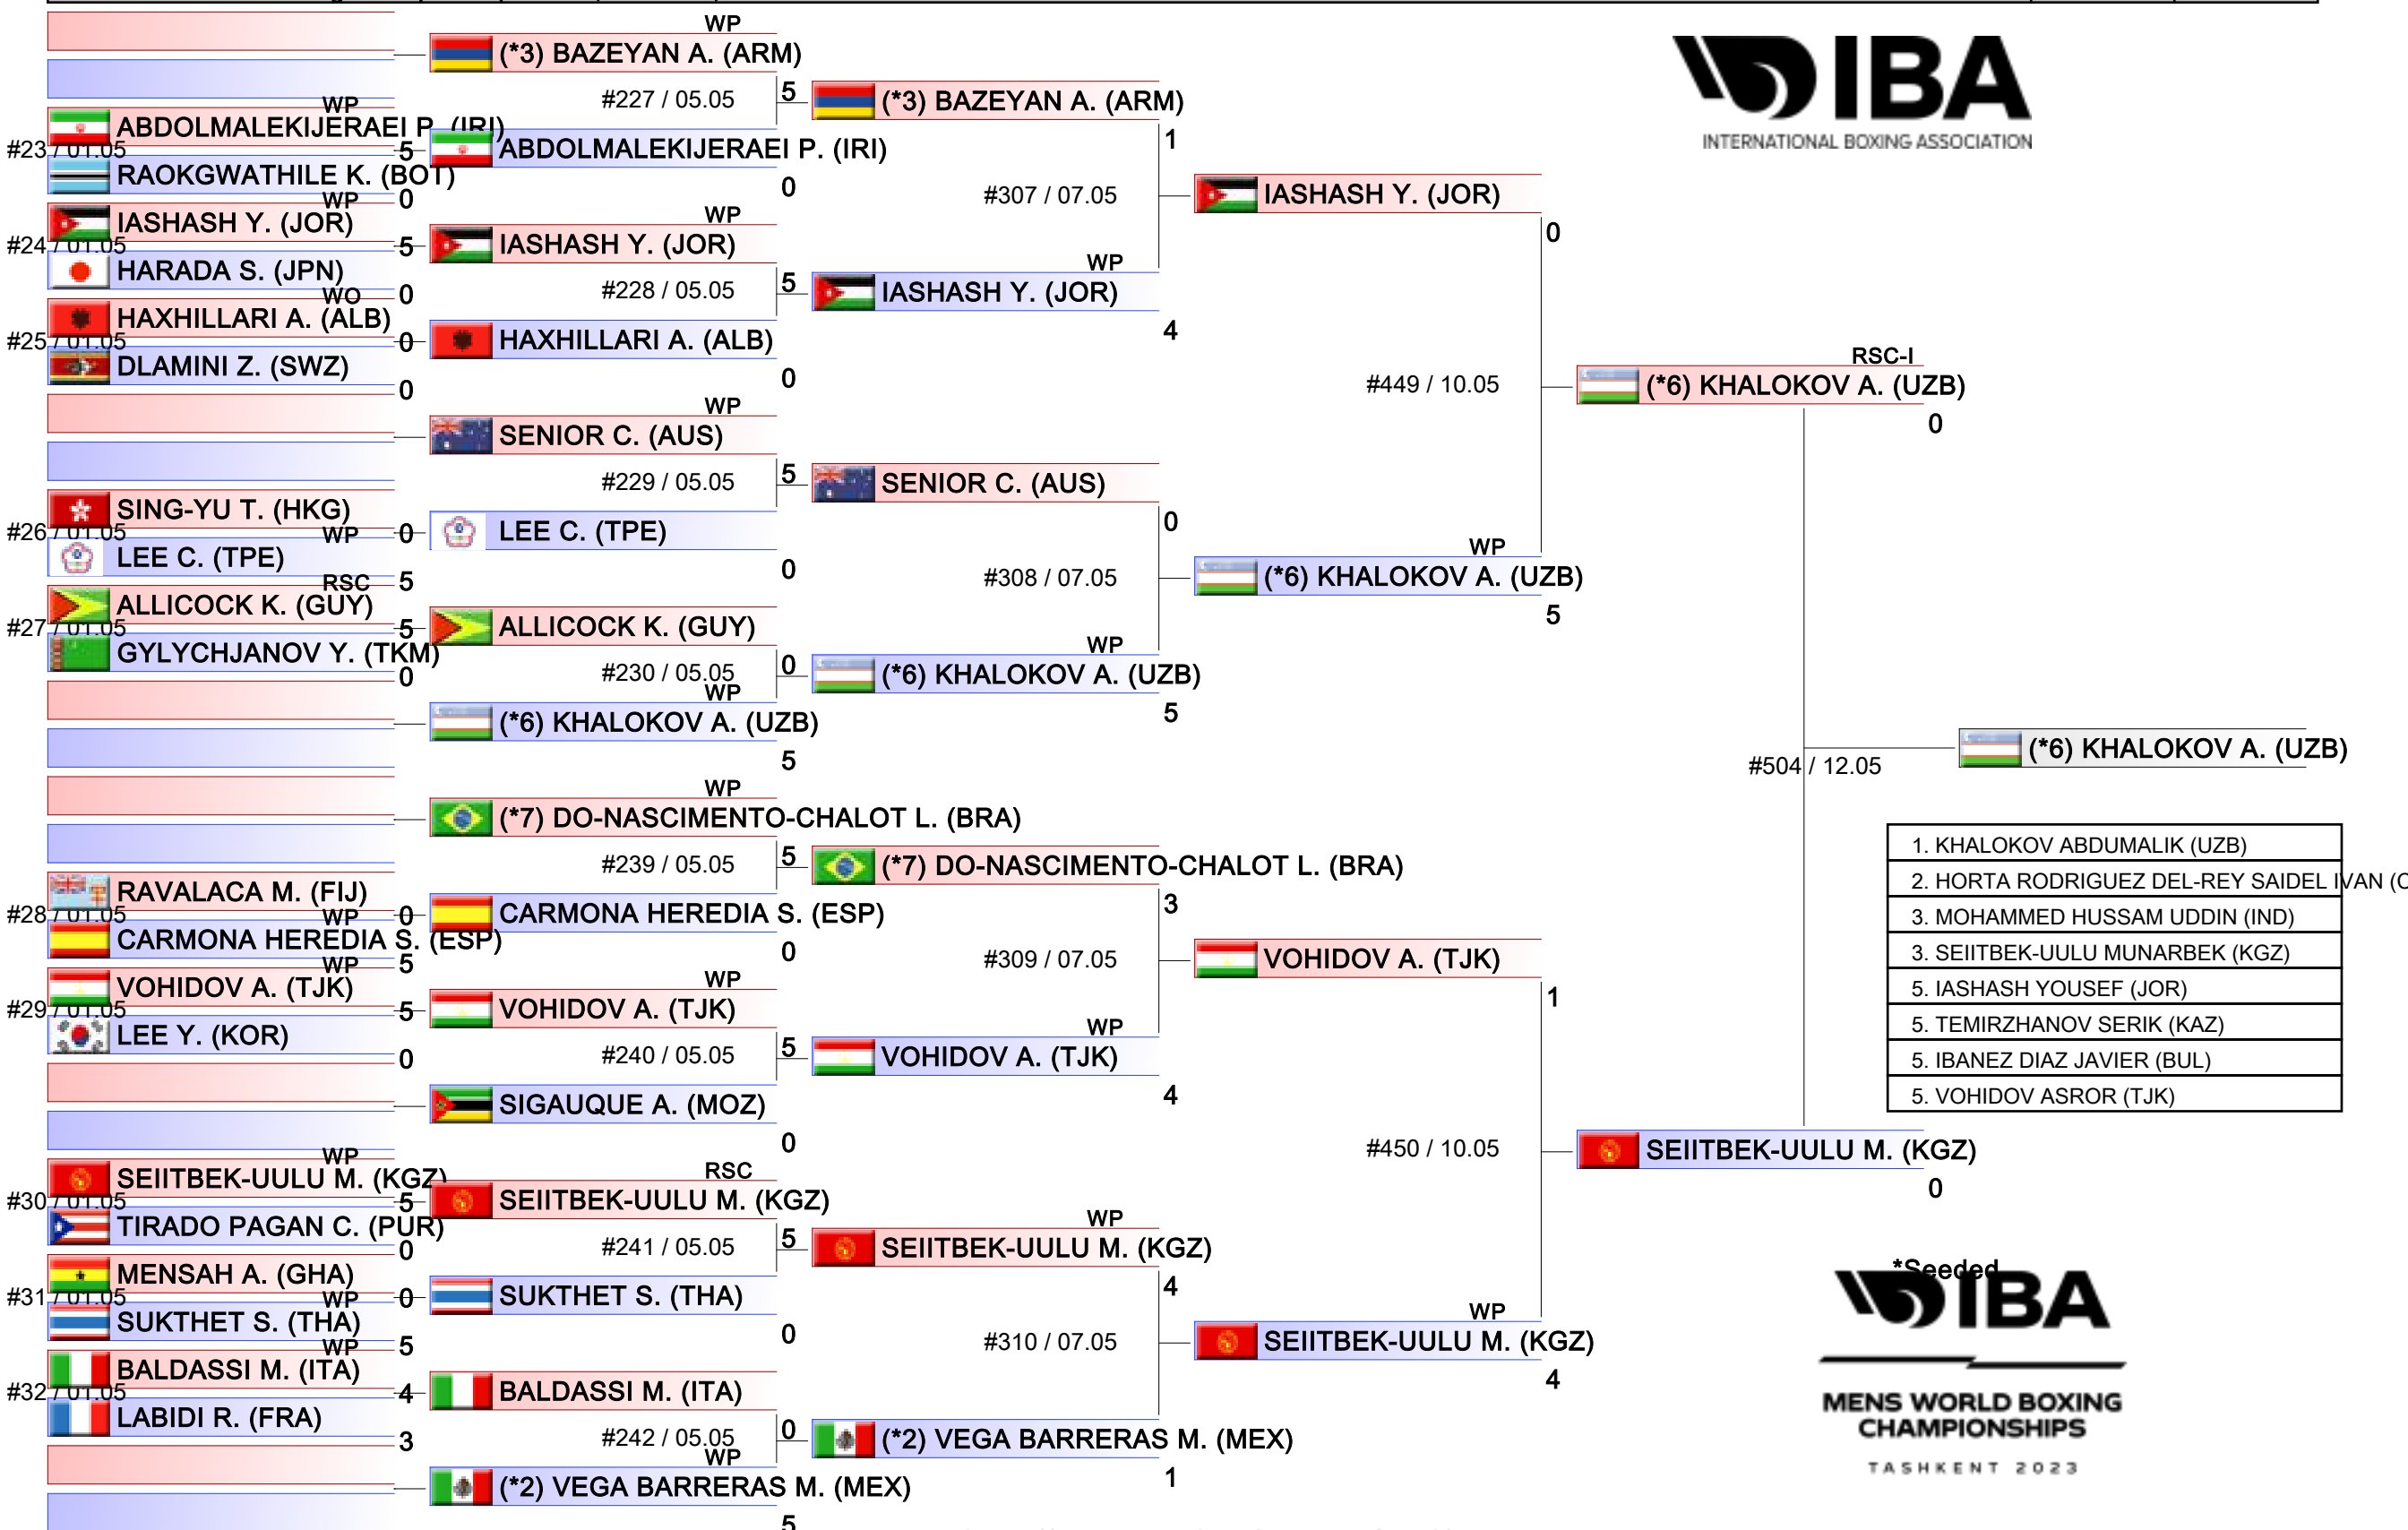 WP
(*3) BAZEYAN A. (ARM)
#227 / 05.05
5
(*3) BAZEYAN A. (ARM)
1
IBA
INTERNATIONAL BOXING ASSOCIATION
WP
ABDOLMALEKIJERAEI P. (IRI)
#23 / 01.05
5
ABDOLMALEKIJERAEI P. (IRI)
0
RAOKGWATHILE K. (BOT)
0
#307 / 07.05
IASHASH Y. (JOR)
0
WP
IASHASH Y. (JOR)
#24 / 01.05
5
WP
IASHASH Y. (JOR)
HARADA S. (JPN)
0
#228 / 05.05
5
WP
IASHASH Y. (JOR)
4
WO
HAXHILLARI A. (ALB)
#25 / 01.05
0
HAXHILLARI A. (ALB)
0
DLAMINI Z. (SWZ)
0
#449 / 10.05
RSC-I
(*6) KHALOKOV A. (UZB)
0
WP
SENIOR C. (AUS)
#229 / 05.05
5
SENIOR C. (AUS)
0
SING-YU T. (HKG)
#26 / 01.05
WP
0
LEE C. (TPE)
0
LEE C. (TPE)
5
#308 / 07.05
WP
(*6) KHALOKOV A. (UZB)
5
RSC
ALLICOCK K. (GUY)
#27 / 01.05
5
ALLICOCK K. (GUY)
GYLYCHJANOV Y. (TKM)
0
#230 / 05.05
0
WP
(*6) KHALOKOV A. (UZB)
5
WP
(*6) KHALOKOV A. (UZB)
5
#504 / 12.05
(*6) KHALOKOV A. (UZB)
WP
(*7) DO-NASCIMENTO-CHALOT L. (BRA)
#239 / 05.05
5
(*7) DO-NASCIMENTO-CHALOT L. (BRA)
3
1. KHALOKOV ABDUMALIK (UZB)
2. HORTA RODRIGUEZ DEL-REY SAIDEL IVAN (C
3. MOHAMMED HUSSAM UDDIN (IND)
3. SEIITBEK-UULU MUNARBEK (KGZ)
5. IASHASH YOUSEF (JOR)
5. TEMIRZHANOV SERIK (KAZ)
5. IBANEZ DIAZ JAVIER (BUL)
5. VOHIDOV ASROR (TJK)
RAVALACA M. (FIJ)
#28 / 01.05
WP
0
CARMONA HEREDIA S. (ESP)
0
CARMONA HEREDIA S. (ESP)
5
#309 / 07.05
VOHIDOV A. (TJK)
1
WP
VOHIDOV A. (TJK)
#29 / 01.05
5
WP
VOHIDOV A. (TJK)
LEE Y. (KOR)
0
#240 / 05.05
5
WP
VOHIDOV A. (TJK)
4
SIGAUQUE A. (MOZ)
0
#450 / 10.05
SEIITBEK-UULU M. (KGZ)
0
WP
SEIITBEK-UULU M. (KGZ)
#30 / 01.05
5
RSC
SEIITBEK-UULU M. (KGZ)
TIRADO PAGAN C. (PUR)
0
#241 / 05.05
5
WP
SEIITBEK-UULU M. (KGZ)
4
MENSAH A. (GHA)
#31 / 01.05
WP
0
SUKTHET S. (THA)
0
SUKTHET S. (THA)
5
#310 / 07.05
WP
SEIITBEK-UULU M. (KGZ)
4
WP
BALDASSI M. (ITA)
#32 / 01.05
4
BALDASSI M. (ITA)
LABIDI R. (FRA)
3
#242 / 05.05
0
(*2) VEGA BARRERAS M. (MEX)
1
WP
(*2) VEGA BARRERAS M. (MEX)
5
*Seeded
IBA
MENS WORLD BOXING
CHAMPIONSHIPS
TASHKENT 2023